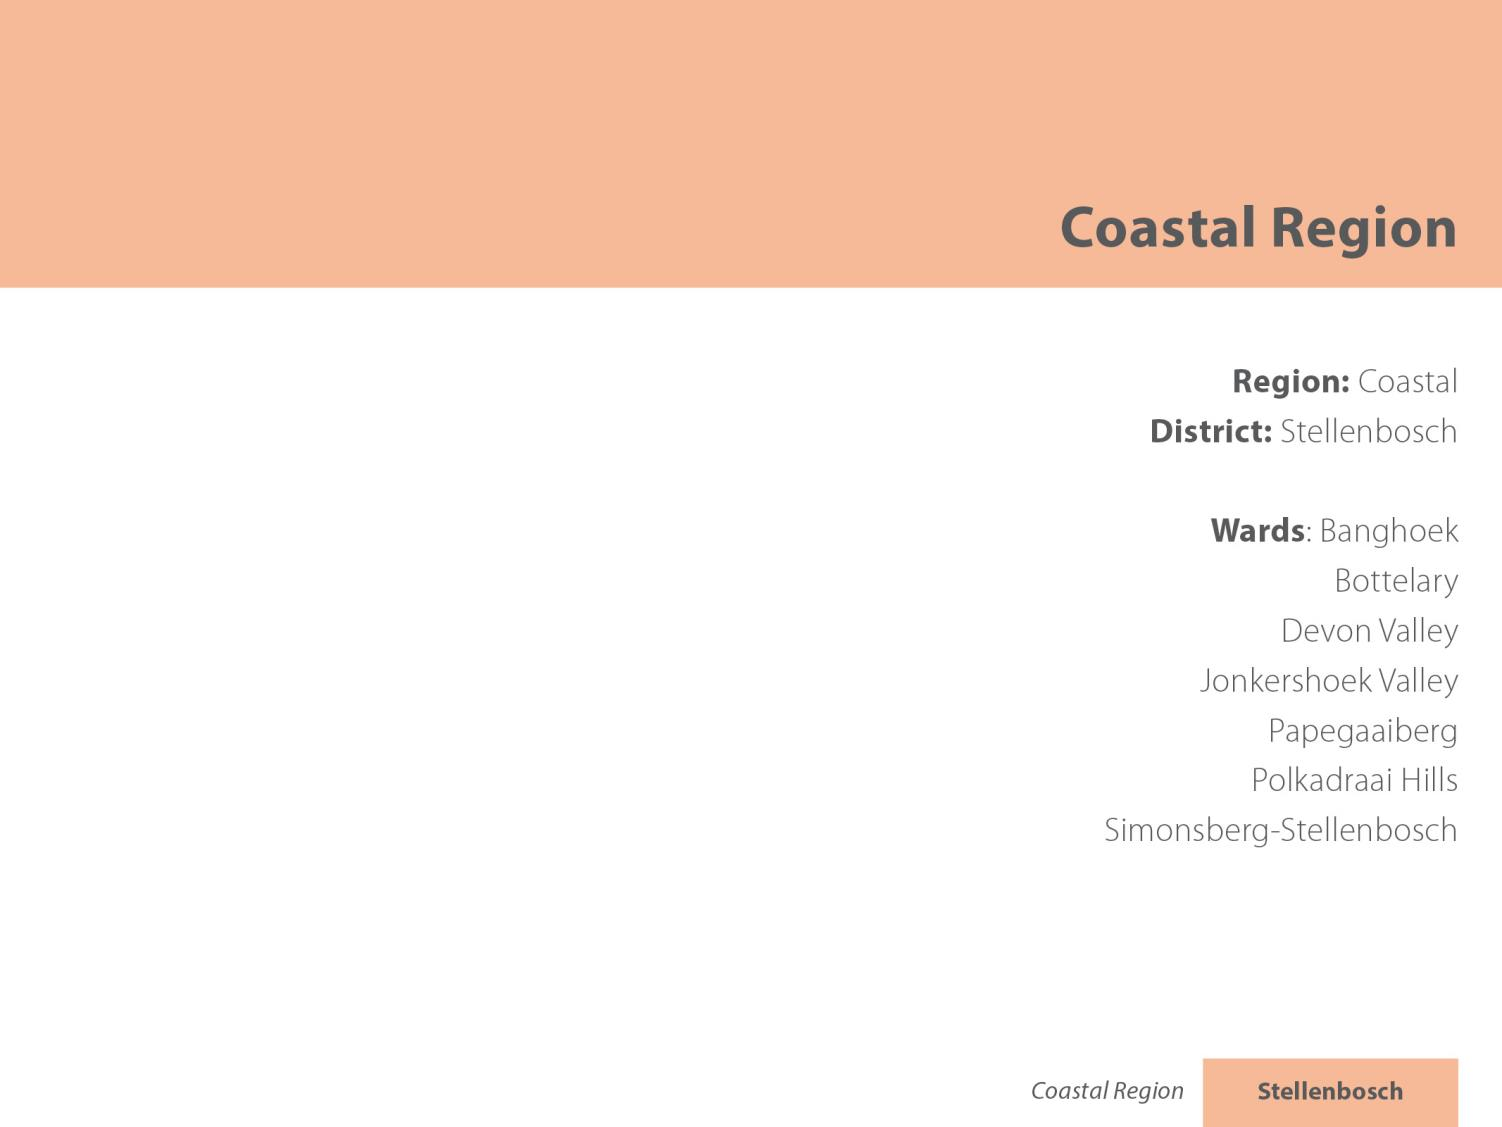 Coastal Region
Region: Coastal
District: Stellenbosch
Wards: Banghoek
Bottelary
Devon Valley
Jonkershoek Valley
Papegaaiberg
Polkadraai Hills
Simonsberg-Stellenbosch
Coastal Region
Stellenbosch